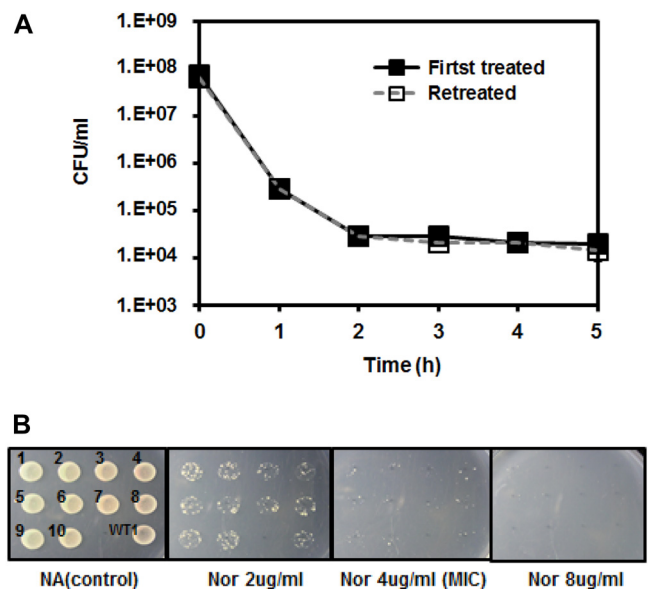 A
1.E+09
1.E+08
1.E+07
1.E+06
1.E+05
1.E+04
1.E+03
CFU/ml
Firtst treated
Retreated
0 1 2 3 4 5
Time (h)
B
1 2 3 4
5 6 7 8
9 10 WT1
NA(control) Nor 2ug/ml Nor 4ug/ml (MIC) Nor 8ug/ml